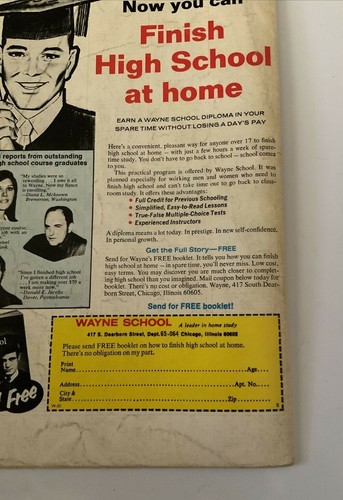 Now you can
Finish
High School
at home
EARN A WAYNE SCHOOL DIPLOMA IN YOUR
SPARE TIME WITHOUT LOSING A DAY'S PAY
Here's a convenient, pleasant way for anyone over 17 to finish
high school at home — with just a few hours a week of spare-
time study. You don't have to go back to school — school comes
to you.
This practical program is offered by Wayne School. It was
planned especially for working men and women who need to
finish high school and can't take time out to go back to class-
room study. It offers these advantages:
• Full Credit for Previous Schooling
• Simplified, Easy-to-Read Lessons
• True-False Multiple-Choice Tests
• Experienced Instructors
A diploma means a lot today. In prestige. In new self-confidence.
In personal growth.
Get the Full Story—FREE
Send for Wayne's FREE booklet. It tells you how you can finish
high school at home — in spare time, you'll never miss. Low cost,
easy terms. You may discover you are much closer to complet-
ing high school than you imagined. Mail coupon today for
booklet. There's no cost or obligation. Wayne, 417 South Dear-
born Street, Chicago, Illinois 60605.
Send for FREE booklet!
reports from outstanding
gh school course graduates
"My studies were so
rewarding
to Wayne. Now my fiance
is enrolling."
Bremerton, Washington
"Since I finished high school
I've gotten a different job.
I am making over $70 a
week more now."
Dover, Pennsylvania
Free
WAYNE SCHOOL A leader in home study
417 S. Dearborn Street, Dept. 65-064 Chicago, Illinois 60605
Please send FREE booklet on how to finish high school at home.
There's no obligation on my part.
Print
Name Age
Address Apt. No.
City &
State Zip